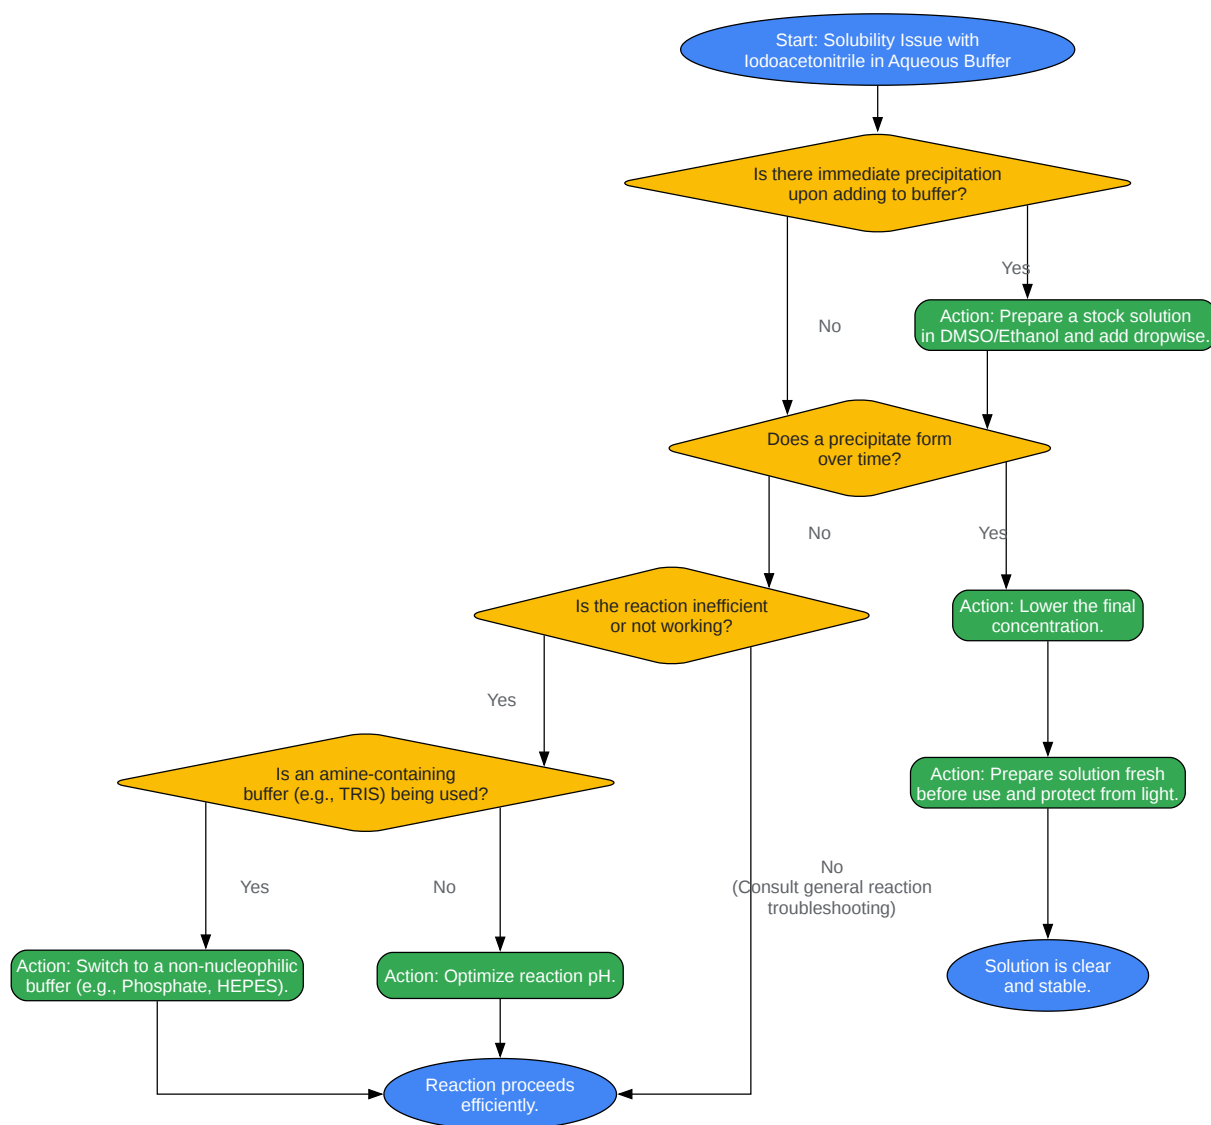 Start: Solubility Issue with
Iodoacetonitrile in Aqueous Buffer
Is there immediate precipitation
upon adding to buffer?
Yes
No
Action: Prepare a stock solution
in DMSO/Ethanol and add dropwise.
Does a precipitate form
over time?
No
Yes
Is the reaction inefficient
or not working?
Action: Lower the final
concentration.
Yes
Is an amine-containing
buffer (e.g., TRIS) being used?
Action: Prepare solution fresh
before use and protect from light.
Yes
No
No
(Consult general reaction
troubleshooting)
Action: Switch to a non-nucleophilic
buffer (e.g., Phosphate, HEPES).
Action: Optimize reaction pH.
Solution is clear
and stable.
Reaction proceeds
efficiently.